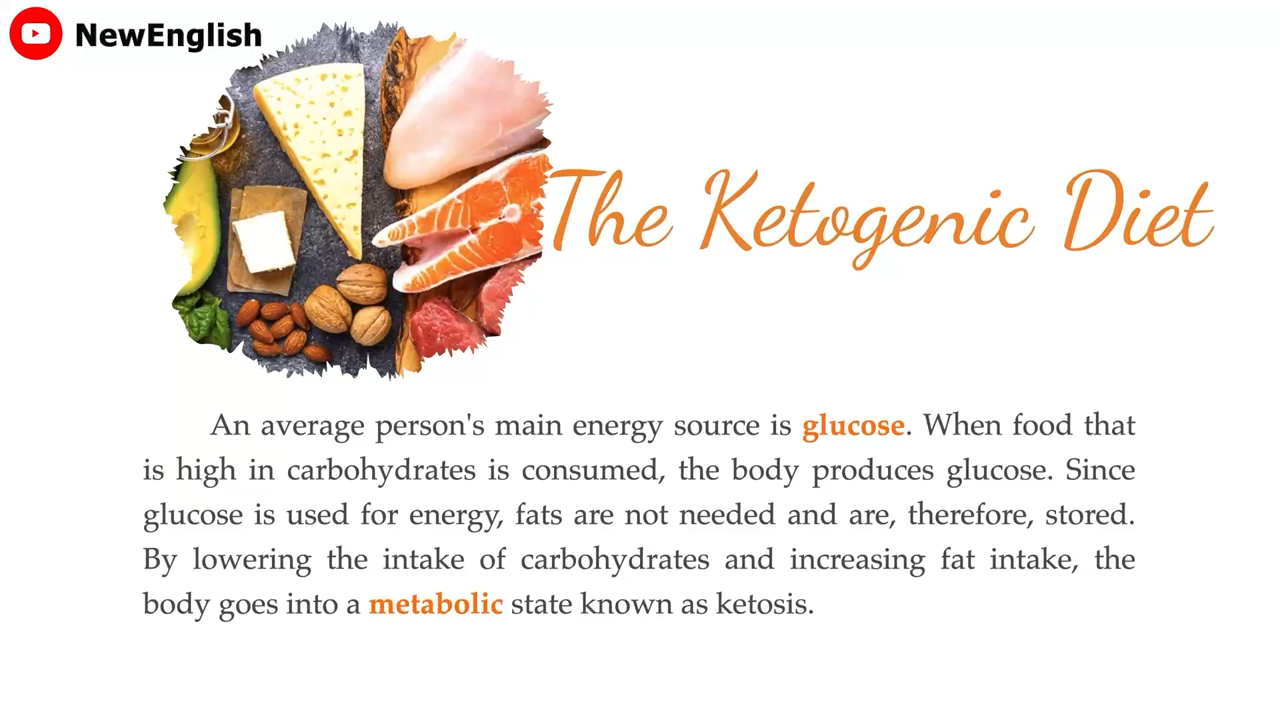 NewEnglish
The Ketogenic Diet
An average person's main energy source is glucose. When food that
is high in carbohydrates is consumed, the body produces glucose. Since
glucose is used for energy, fats are not needed and are, therefore, stored.
By lowering the intake of carbohydrates and increasing fat intake, the
body goes into a metabolic state known as ketosis.